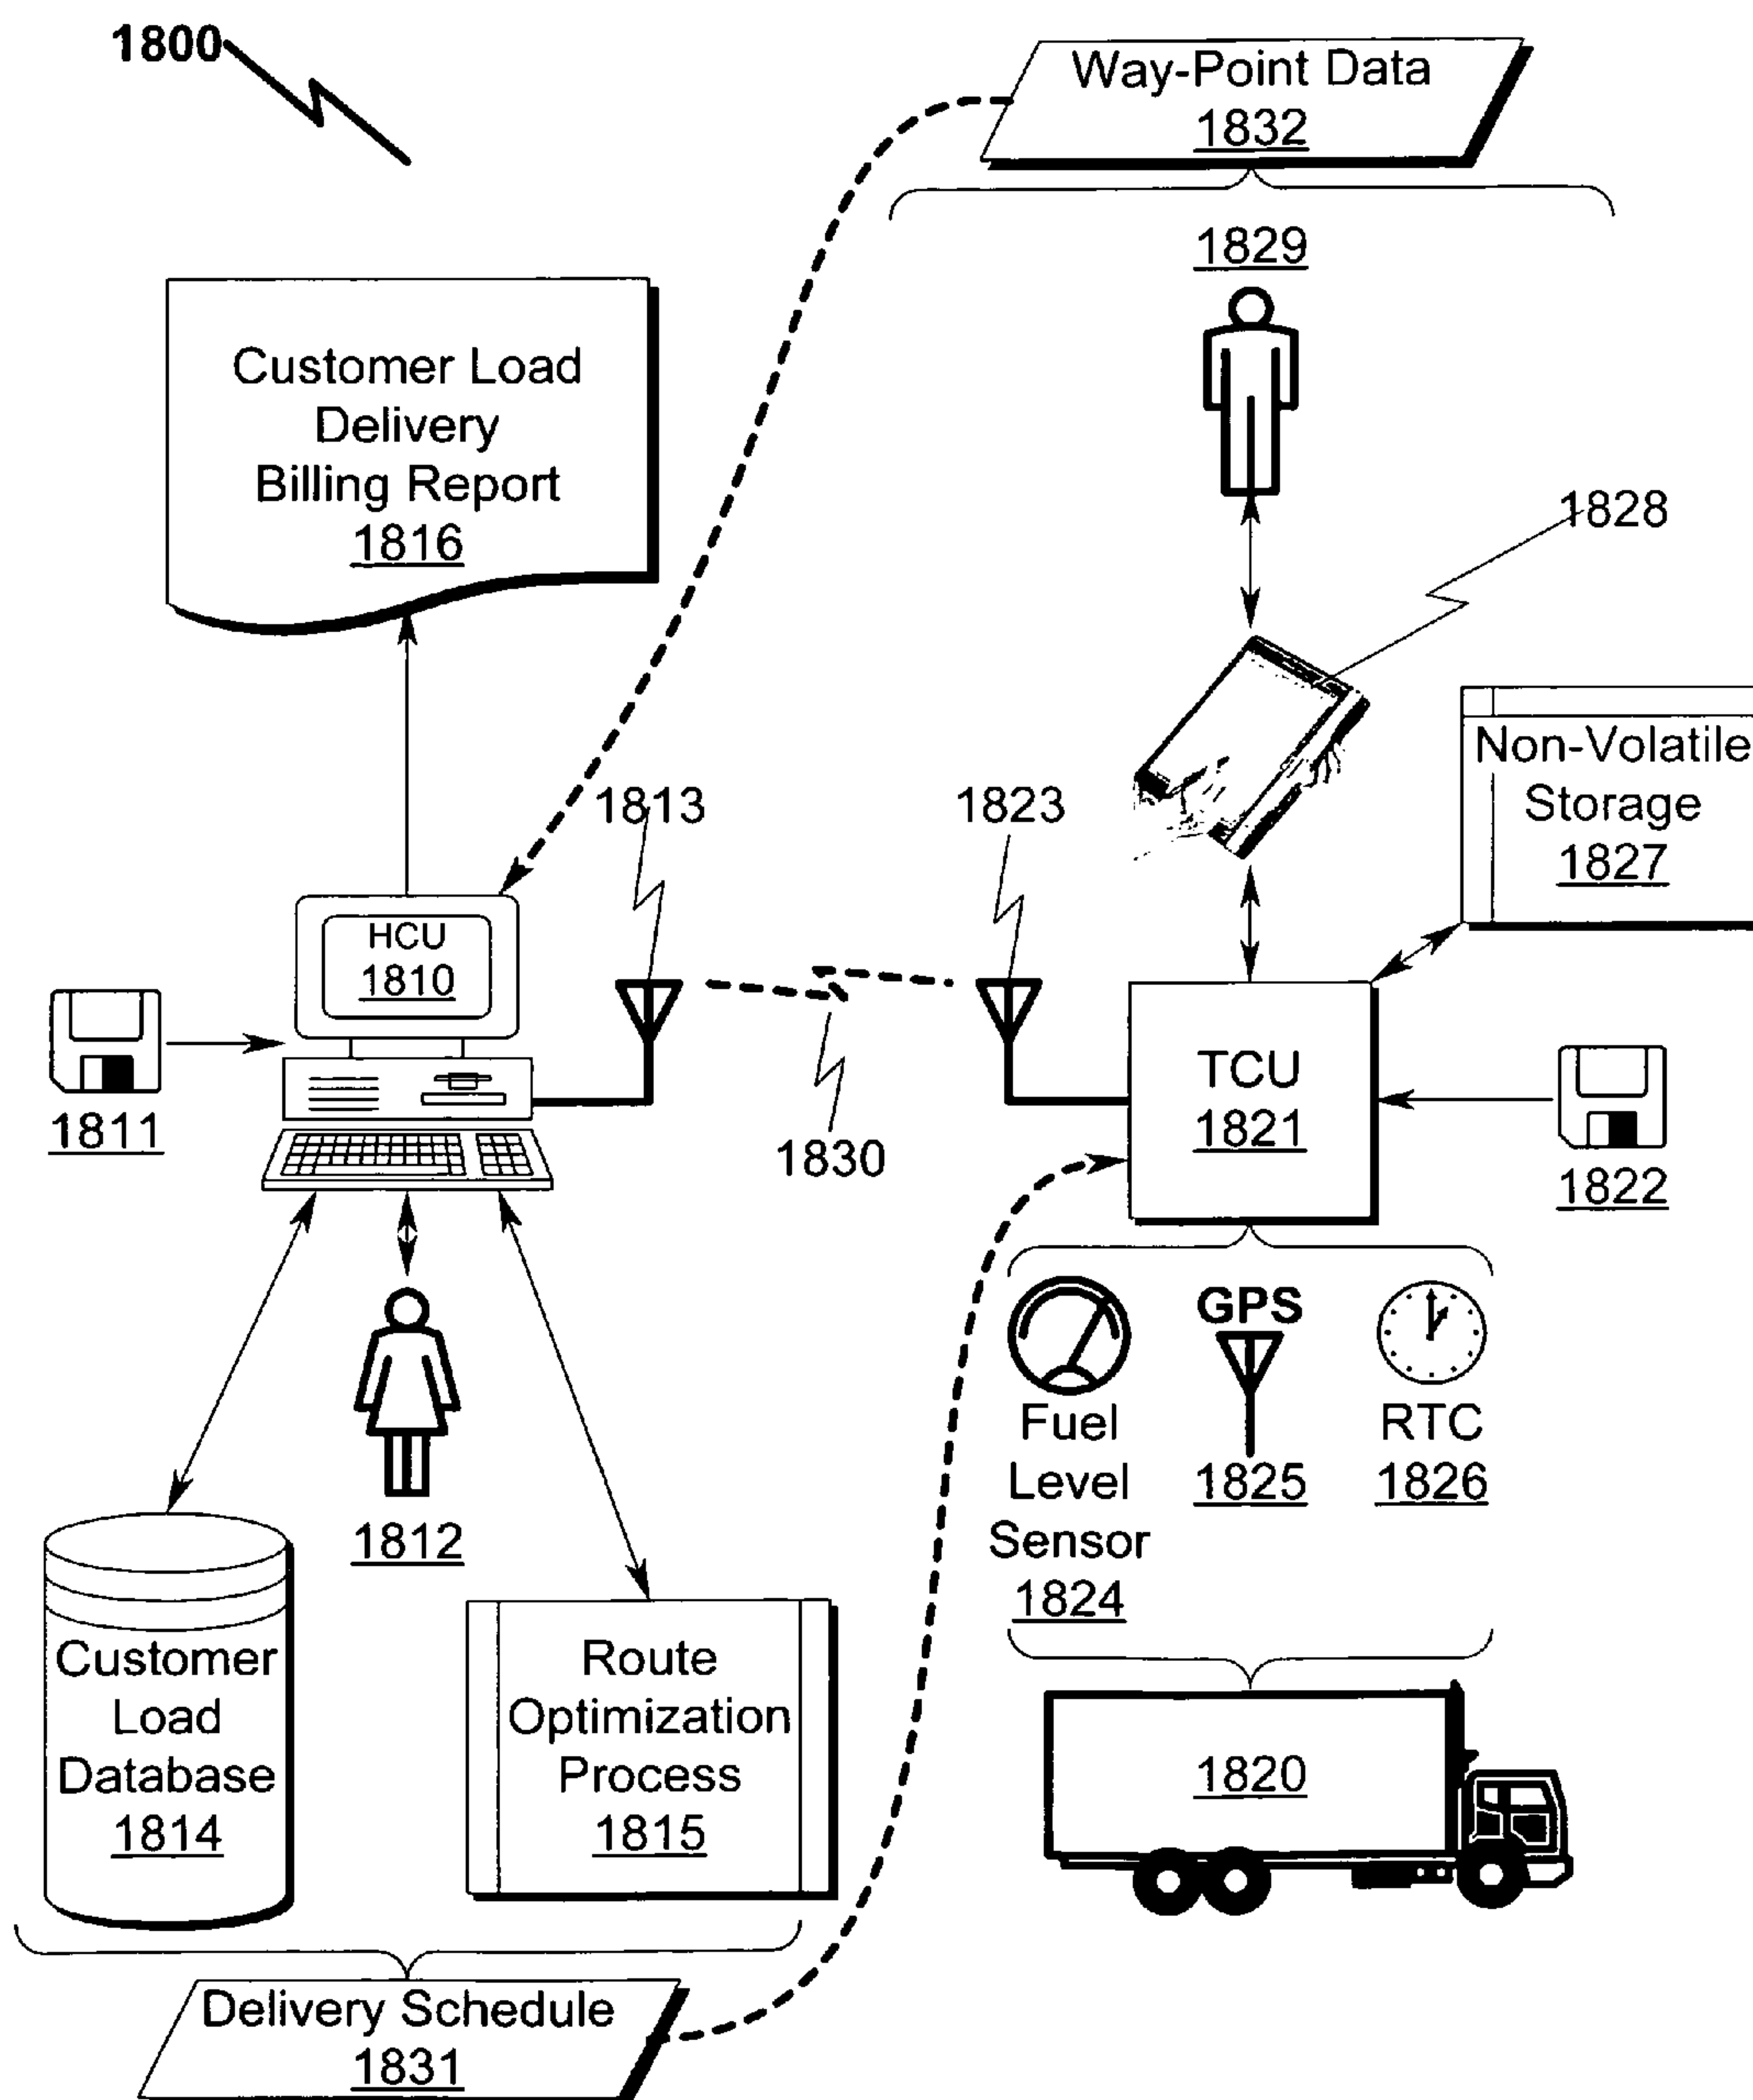 1800
Way-Point Data
1832
1829
Customer Load
Delivery
Billing Report
1816
1828
Non-Volatile
Storage
1827
1813
1823
HCU
1810
TCU
1821
1811
1822
1830
1812
Fuel
Level
Sensor
1824
GPS
1825
RTC
1826
Customer
Load
Database
1814
Route
Optimization
Process
1815
1820
Delivery Schedule
1831